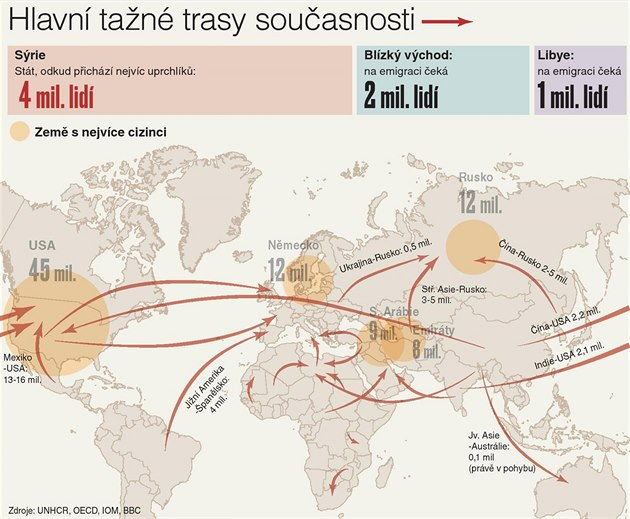 Hlavní tažné trasy současnosti
Sýrie
Stát, odkud přichází nejvíc uprchlíků:
4 mil. lidí
Blízký východ:
na emigraci čeká
2 mil. lidí
Libye:
na emigraci čeká
1 mil. lidí
Země s nejvíce cizinci
Rusko
12 mil.
USA
45 mil.
Německo
12 mil.
Ukrajina-Rusko: 0,5 mil.
Čína-Rusko 2-5 mil.
Stř. Asie-Rusko:
3-5 mil.
S. Arábie
9 mil.
Emiráty
8 mil.
Čína-USA 2,2 mil.
Indie-USA 2,1 mil.
Mexiko
-USA:
13-16 mil.
Jižní Amerika
-Španělsko:
4 mil.
Jv. Asie
-Austrálie:
0,1 mil
(právě v pohybu)
Zdroje: UNHCR, OECD, IOM, BBC